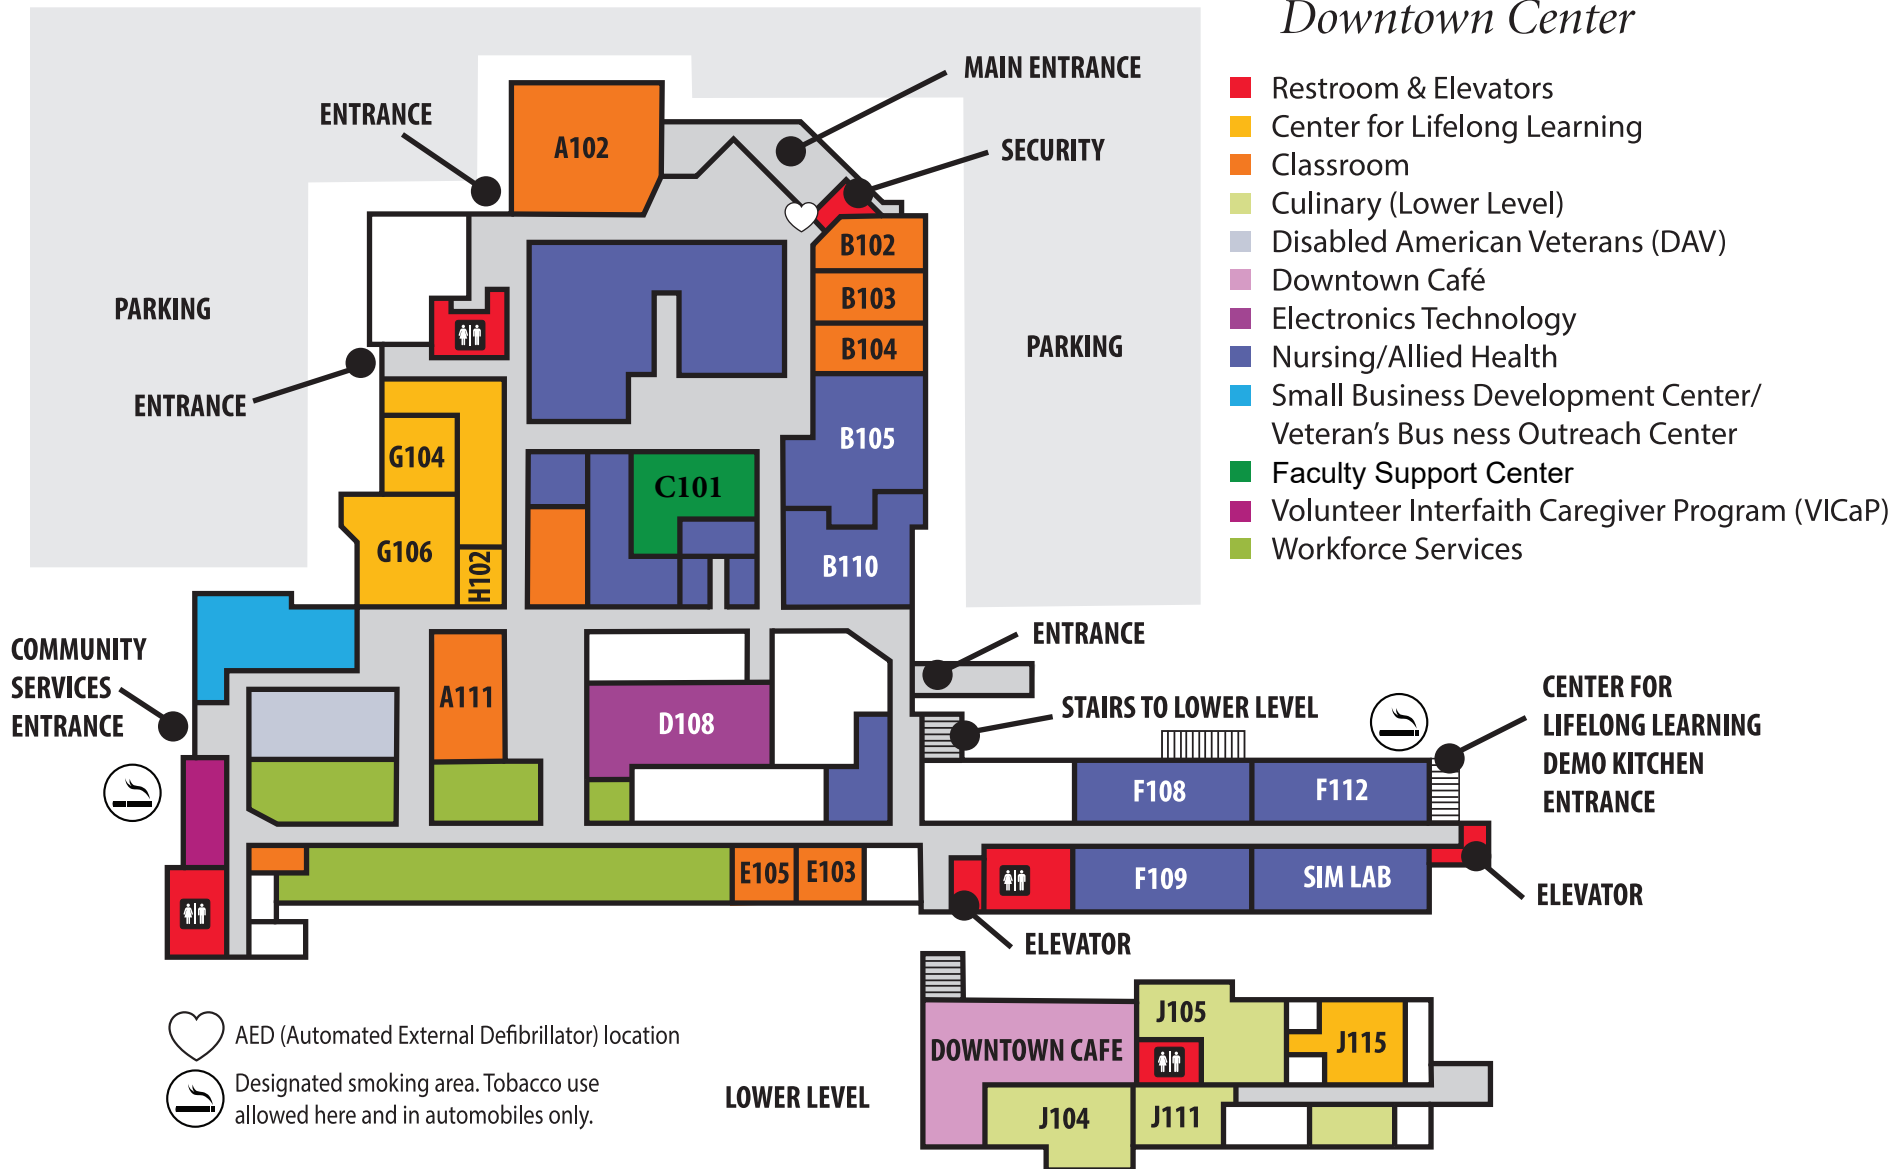 Downtown Center
Restroom & Elevators
Center for Lifelong Learning
Classroom
Culinary (Lower Level)
Disabled American Veterans (DAV)
Downtown Café
Electronics Technology
Nursing/Allied Health
Small Business Development Center/
Veteran's Bus ness Outreach Center
Faculty Support Center
Volunteer Interfaith Caregiver Program (VICaP)
Workforce Services
MAIN ENTRANCE
ENTRANCE
A102
SECURITY
B102
B103
PARKING
B104
PARKING
ENTRANCE
B105
G104
C101
G106
H102
B110
ENTRANCE
COMMUNITY
SERVICES
ENTRANCE
A111
D108
STAIRS TO LOWER LEVEL
CENTER FOR
LIFELONG LEARNING
DEMO KITCHEN
ENTRANCE
F108
F112
E105
E103
F109
SIM LAB
ELEVATOR
ELEVATOR
J105
DOWNTOWN CAFE
J115
LOWER LEVEL
J104
J111
AED (Automated External Defibrillator) location
Designated smoking area. Tobacco use
allowed here and in automobiles only.